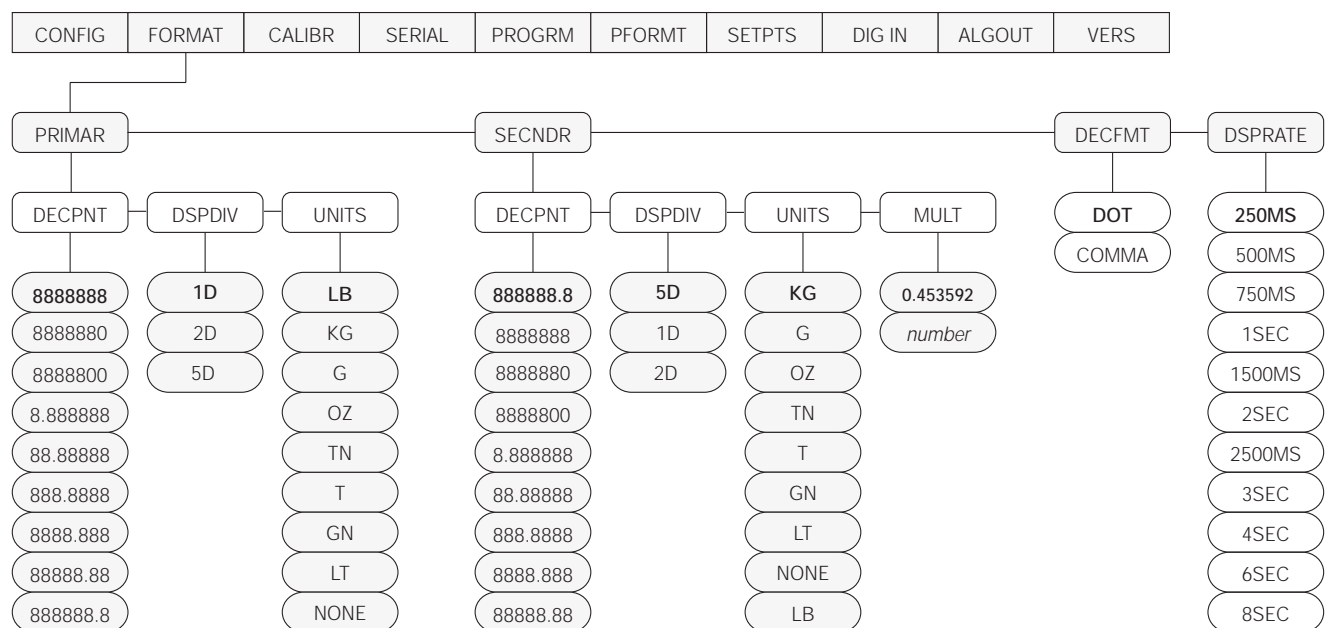 CONFIG FORMAT CALIBR SERIAL PROGRM PFORMT SETPTS DIG IN ALGOUT VERS
PRIMAR SECNDR DECFMT DSPRATE
DECPNT DSPDIV UNITS DECPNT DSPDIV UNITS MULT DOT 250MS
COMMA 500MS
8888888 1D LB 888888.8 5D KG 0.453592 750MS
8888880 2D KG 8888888 1D G number 1SEC
8888800 5D G 8888880 2D OZ 1500MS
8.888888 OZ 8888800 TN 2SEC
88.88888 TN 8.888888 T 2500MS
888.8888 T 88.88888 GN 3SEC
8888.888 GN 888.8888 LT 4SEC
88888.88 LT 8888.888 NONE 6SEC
888888.8 NONE 88888.88 LB 8SEC